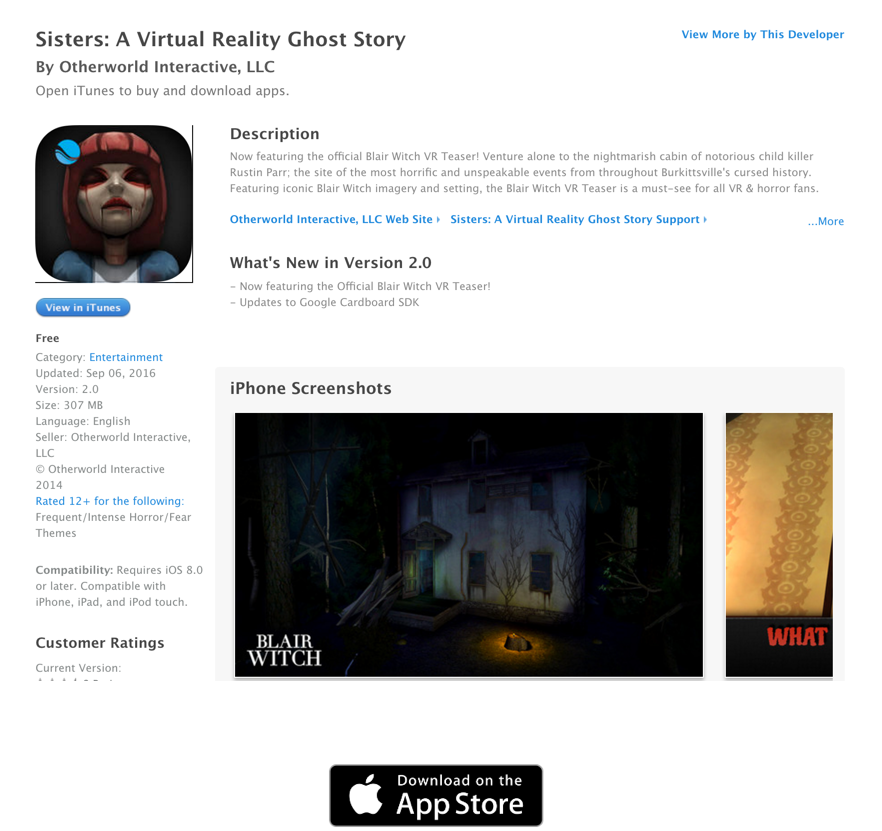 Sisters: A Virtual Reality Ghost Story
View More by This Developer
By Otherworld Interactive, LLC
Open iTunes to buy and download apps.
Description
Now featuring the official Blair Witch VR Teaser! Venture alone to the nightmarish cabin of notorious child killer
Rustin Parr; the site of the most horrific and unspeakable events from throughout Burkittsville's cursed history.
Featuring iconic Blair Witch imagery and setting, the Blair Witch VR Teaser is a must-see for all VR & horror fans.
Otherworld Interactive, LLC Web Site
Sisters: A Virtual Reality Ghost Story Support
...More
What's New in Version 2.0
- Now featuring the Official Blair Witch VR Teaser!
- Updates to Google Cardboard SDK
View in iTunes
Free
Category: Entertainment
Updated: Sep 06, 2016
Version: 2.0
Size: 307 MB
Language: English
Seller: Otherworld Interactive,
LLC
© Otherworld Interactive
2014
Rated 12+ for the following:
Frequent/Intense Horror/Fear
Themes
Compatibility: Requires iOS 8.0
or later. Compatible with
iPhone, iPad, and iPod touch.
Customer Ratings
Current Version:
iPhone Screenshots
BLAIR
WITCH
WHAT
Download on the
App Store